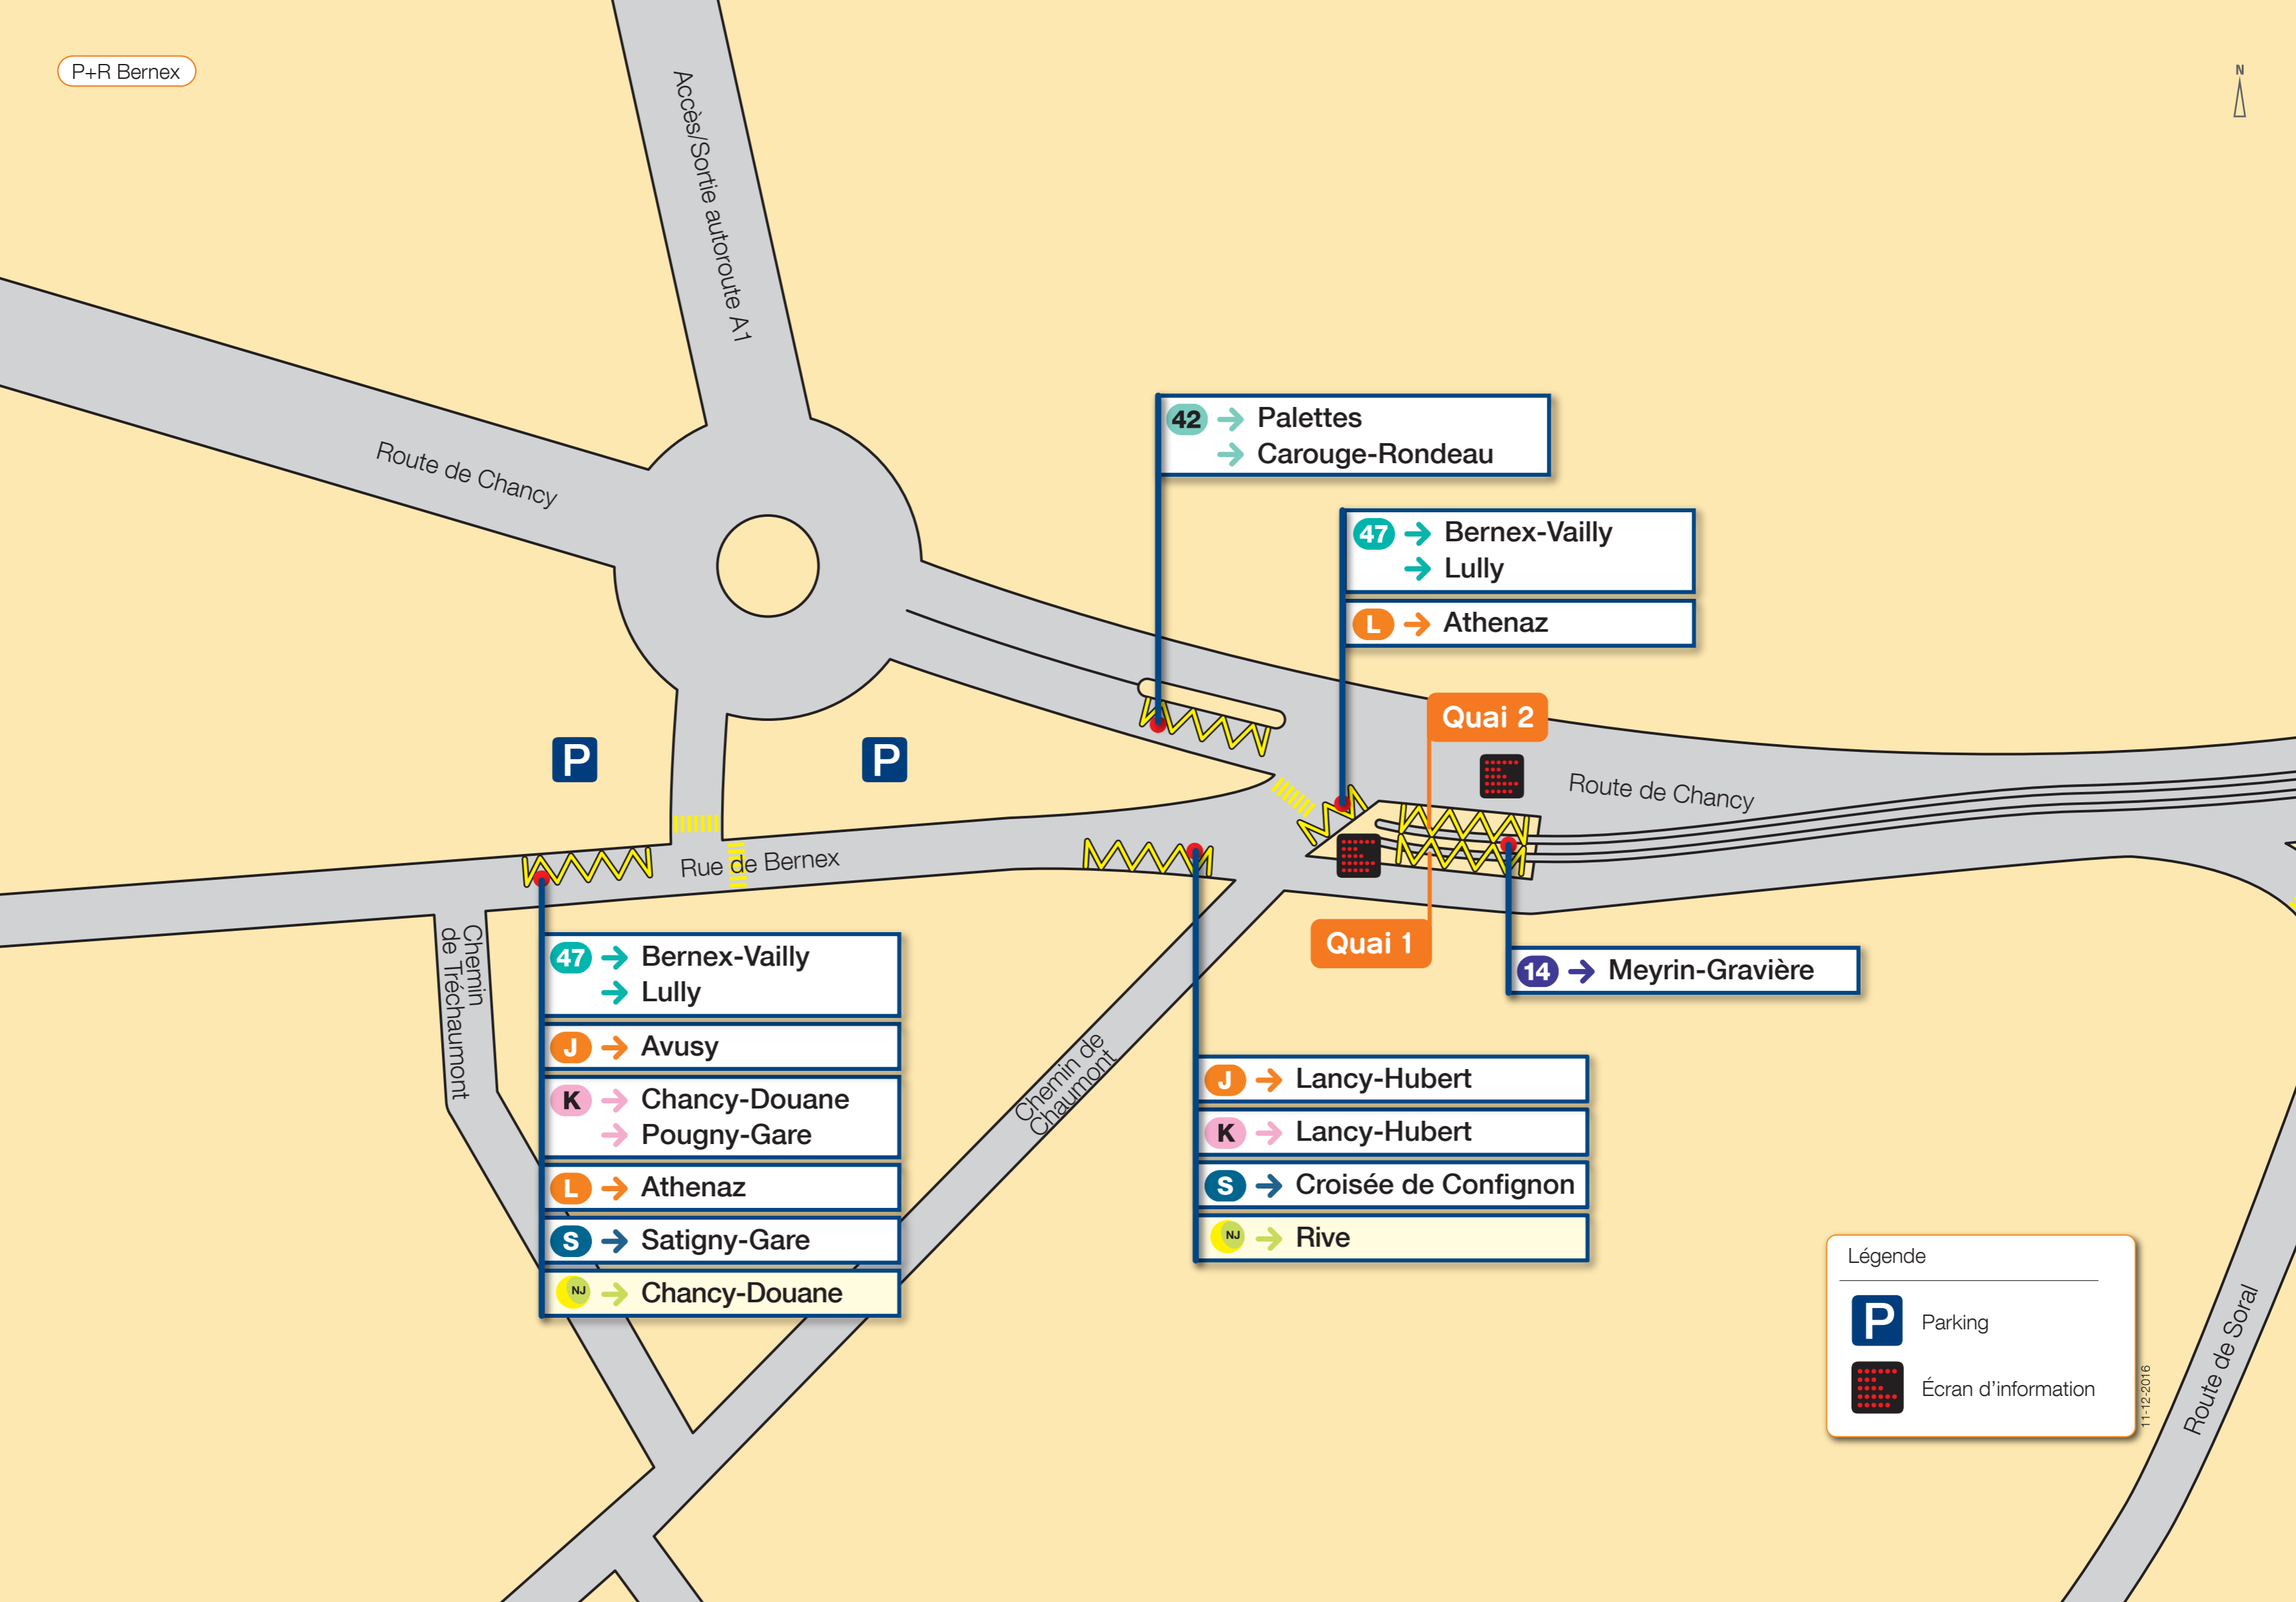 P+R Bernex
N
Accès/Sortie autoroute A1
Route de Chancy
42 → Palettes
→ Carouge-Rondeau
47 → Bernex-Vailly
→ Lully
L → Athenaz
Quai 2
Route de Chancy
P
P
Rue de Bernex
Quai 1
14 → Meyrin-Gravière
Chemin
de Tréchaumont
47 → Bernex-Vailly
→ Lully
J → Avusy
K → Chancy-Douane
→ Pougny-Gare
L → Athenaz
S → Satigny-Gare
NJ → Chancy-Douane
Chemin de
Chaumont
J → Lancy-Hubert
K → Lancy-Hubert
S → Croisée de Confignon
NJ → Rive
Légende
P Parking
Écran d'information
11-12-2016
Route de Soral